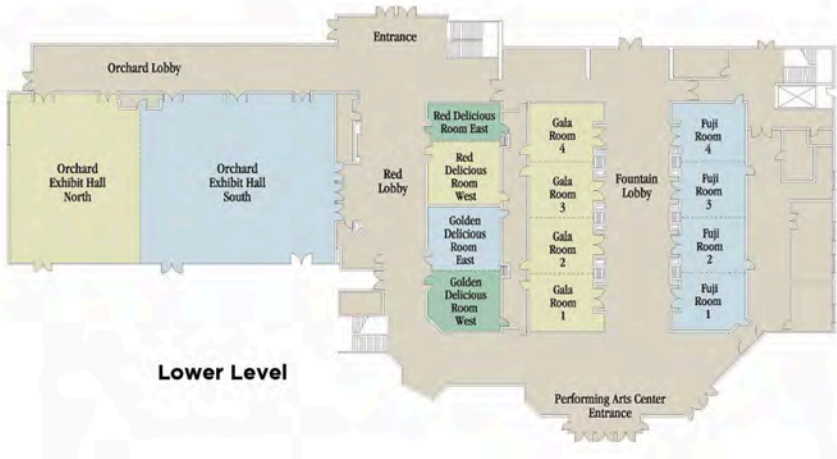 Entrance
Orchard Lobby
Orchard
Exhibit Hall
North
Orchard
Exhibit Hall
South
Red
Lobby
Red Delicious
Room East
Red
Delicious
Room
West
Golden
Delicious
Room
East
Golden
Delicious
Room
West
Gala
Room
4
Gala
Room
3
Gala
Room
2
Gala
Room
1
Fountain
Lobby
Fuji
Room
4
Fuji
Room
3
Fuji
Room
2
Fuji
Room
1
Lower Level
Performing Arts Center
Entrance